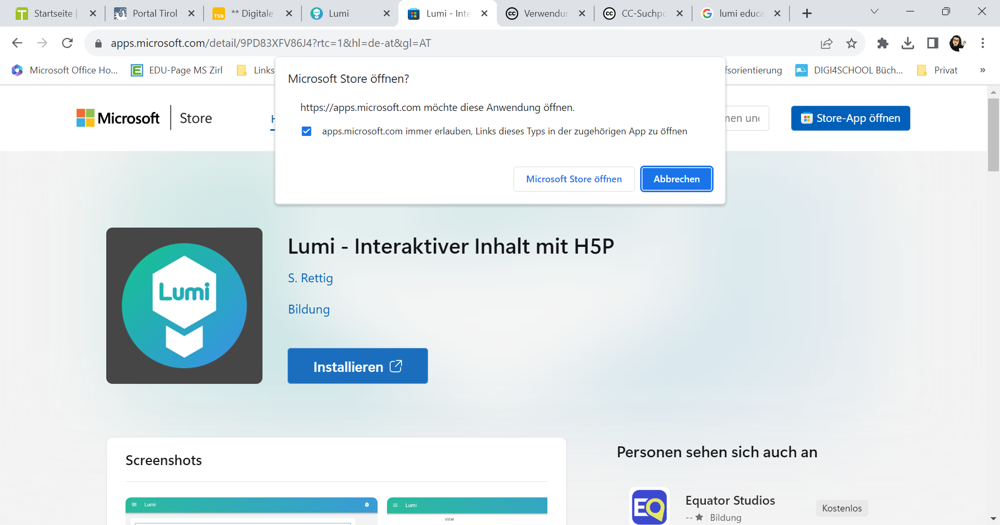 Startseite
Portal Tirol
** Digitale
Lumi
Lumi - Inte
Verwendun
CC-Suchpo
lumi educa
apps.microsoft.com/detail/9PD83XFV86J4?rtc=1&hl=de-at&gl=AT
Microsoft Office Ho...
EDU-Page MS Zirl
Links
fsorientierung
DIGI4SCHOOL Büch...
Privat
»
Microsoft Store öffnen?
https://apps.microsoft.com möchte diese Anwendung öffnen.
apps.microsoft.com immer erlauben, Links dieses Typs in der zugehörigen App zu öffnen
Microsoft Store öffnen
Abbrechen
Microsoft | Store
Store-App öffnen
Lumi
Lumi - Interaktiver Inhalt mit H5P
S. Rettig
Bildung
Installieren
Screenshots
Lumi
Lumi
VIEW
Personen sehen sich auch an
EQ
Equator Studios
-- ★ | Bildung
Kostenlos